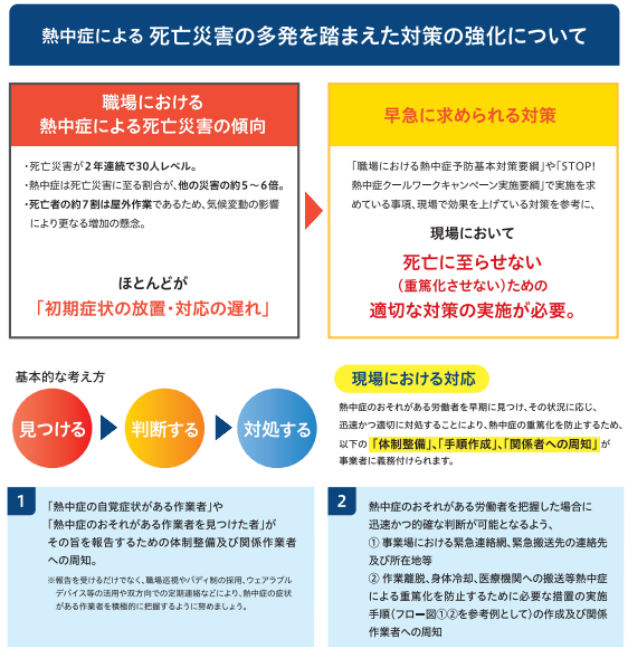 熱中症による 死亡災害の多発を踏まえた対策の強化について
職場における
熱中症による死亡災害の傾向
・死亡災害が2年連続で30人レベル。
・熱中症は死亡災害に至る割合が、他の災害の約5～6倍。
・死亡者の約7割は屋外作業であるため、気候変動の影響
により更なる増加の懸念。
ほとんどが
「初期症状の放置・対応の遅れ」
早急に求められる対策
「職場における熱中症予防基本対策要綱」や「STOP!
熱中症クールワークキャンペーン実施要綱」で実施を求
めている事項、現場で効果を上げている対策を参考に、
現場において
死亡に至らせない
(重篤化させない)ための
適切な対策の実施が必要。
基本的な考え方
見つける
判断する
対処する
現場における対応
熱中症のおそれがある労働者を早期に見つけ、その状況に応じ、
迅速かつ適切に対処することにより、熱中症の重篤化を防止するため、
以下の「体制整備」、「手順作成」、「関係者への周知」が
事業者に義務付けられます。
1
「熱中症の自覚症状がある作業者」や
「熱中症のおそれがある作業者を見つけた者」が
その旨を報告するための体制整備及び関係作業者
への周知。
※報告を受けるだけでなく、職場巡視やバディ制の採用、ウェアラブル
デバイス等の活用や双方向での定期連絡などにより、熱中症の症状
がある作業者を積極的に把握するように努めましょう。
2
熱中症のおそれがある労働者を把握した場合に
迅速かつ的確な判断が可能となるよう、
① 事業場における緊急連絡網、緊急搬送先の連絡先
及び所在地等
② 作業離脱、身体冷却、医療機関への搬送等熱中症
による重篤化を防止するために必要な措置の実施
手順(フロー図①②を参考例として)の作成及び関係
作業者への周知